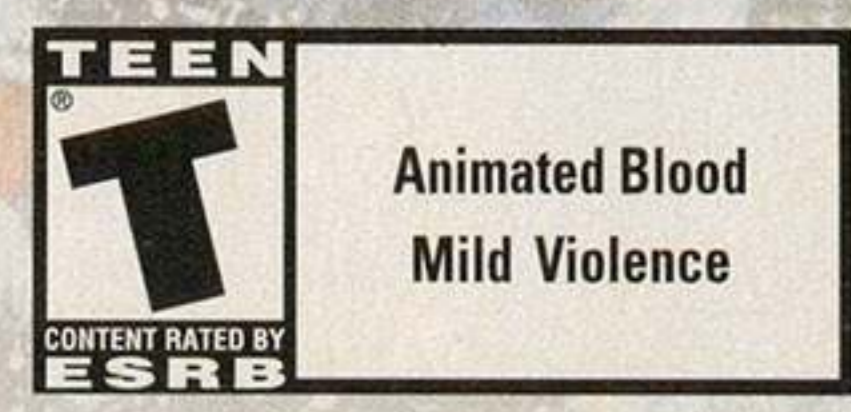 TEEN
®
T
CONTENT RATED BY
ESRB
Animated Blood
Mild Violence